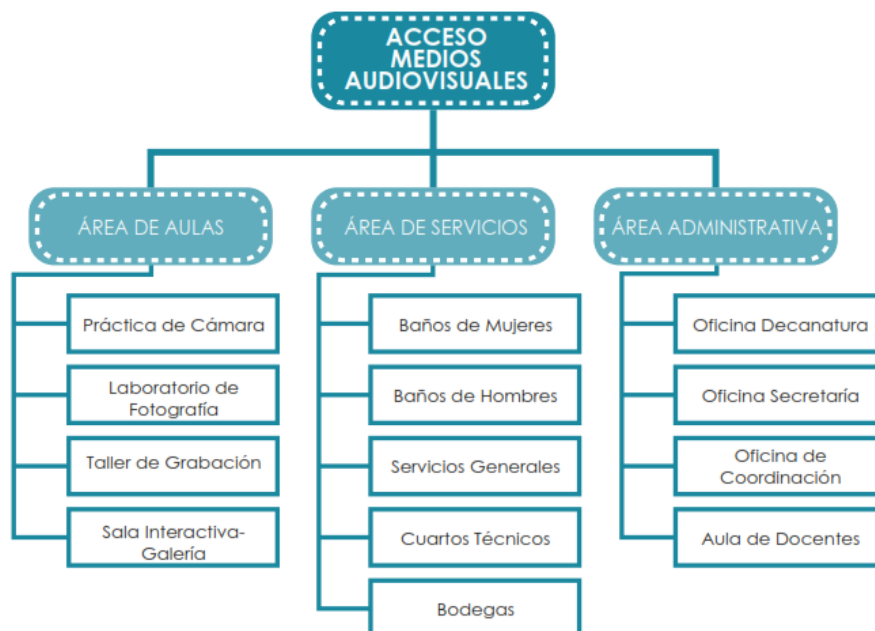 ACCESO
MEDIOS
AUDIOVISUALES
ÁREA DE AULAS
Práctica de Cámara
Laboratorio de
Fotografía
Taller de Grabación
Sala Interactiva-
Galería
ÁREA DE SERVICIOS
Baños de Mujeres
Baños de Hombres
Servicios Generales
Cuartos Técnicos
Bodegas
ÁREA ADMINISTRATIVA
Oficina Decanatura
Oficina Secretaría
Oficina de
Coordinación
Aula de Docentes